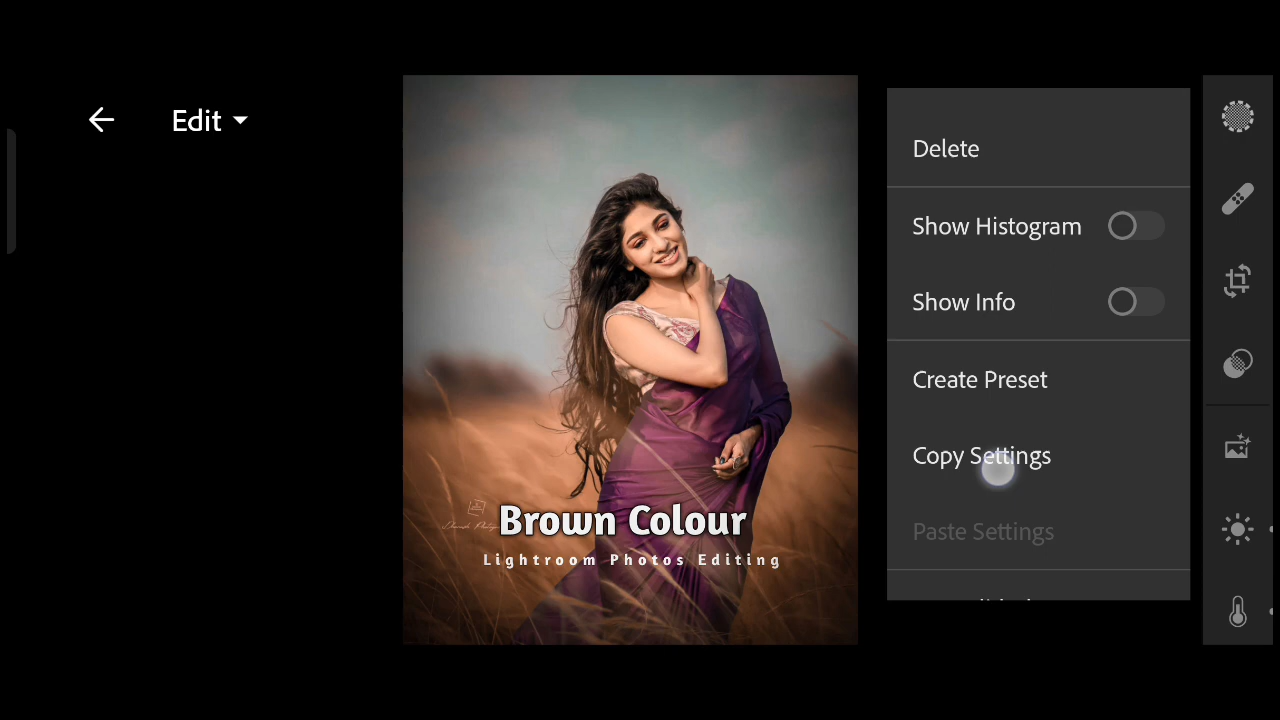 Edit
Delete
Show Histogram
Show Info
Create Preset
Copy Settings
Paste Settings
Brown Colour
Lightroom Photos Editing